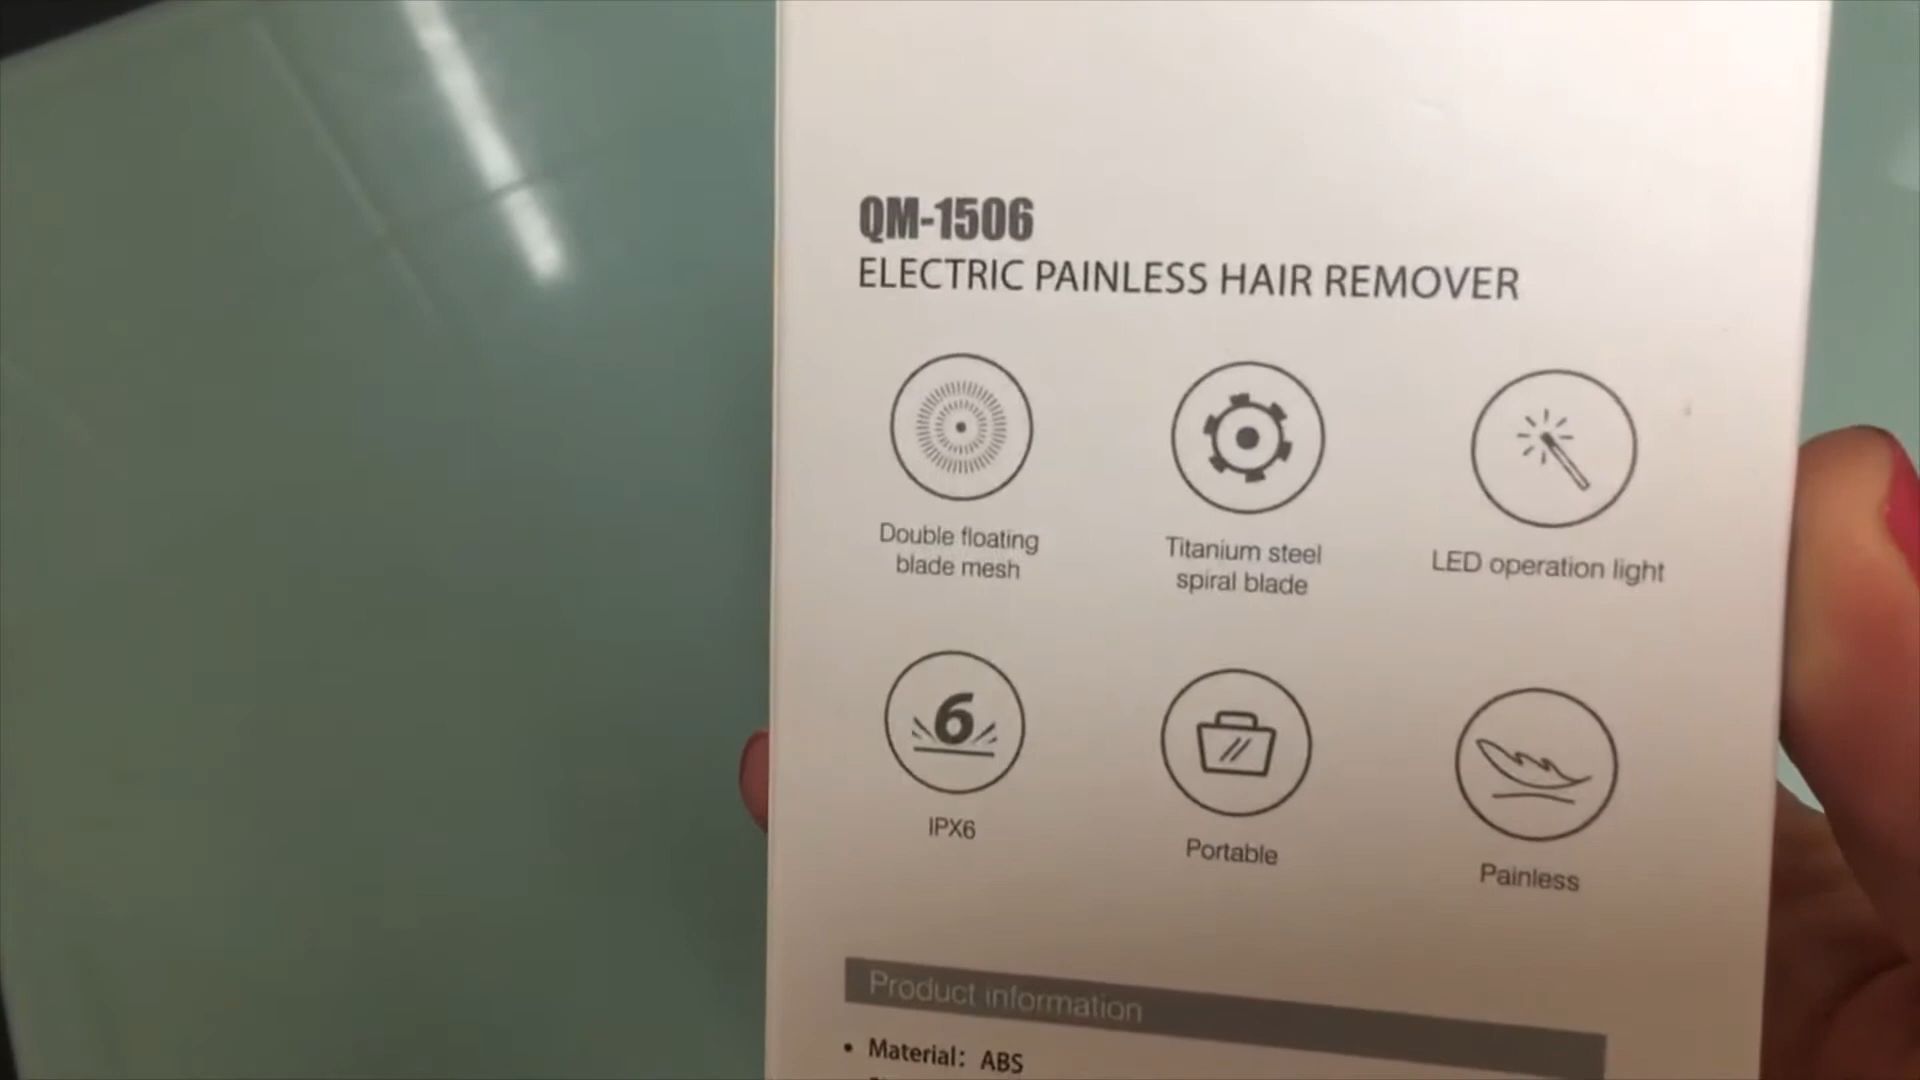 QM-1506
ELECTRIC PAINLESS HAIR REMOVER
Double floating
blade mesh
Titanium steel
spiral blade
LED operation light
6
IPX6
Portable
Painless
Product information
• Material: ABS